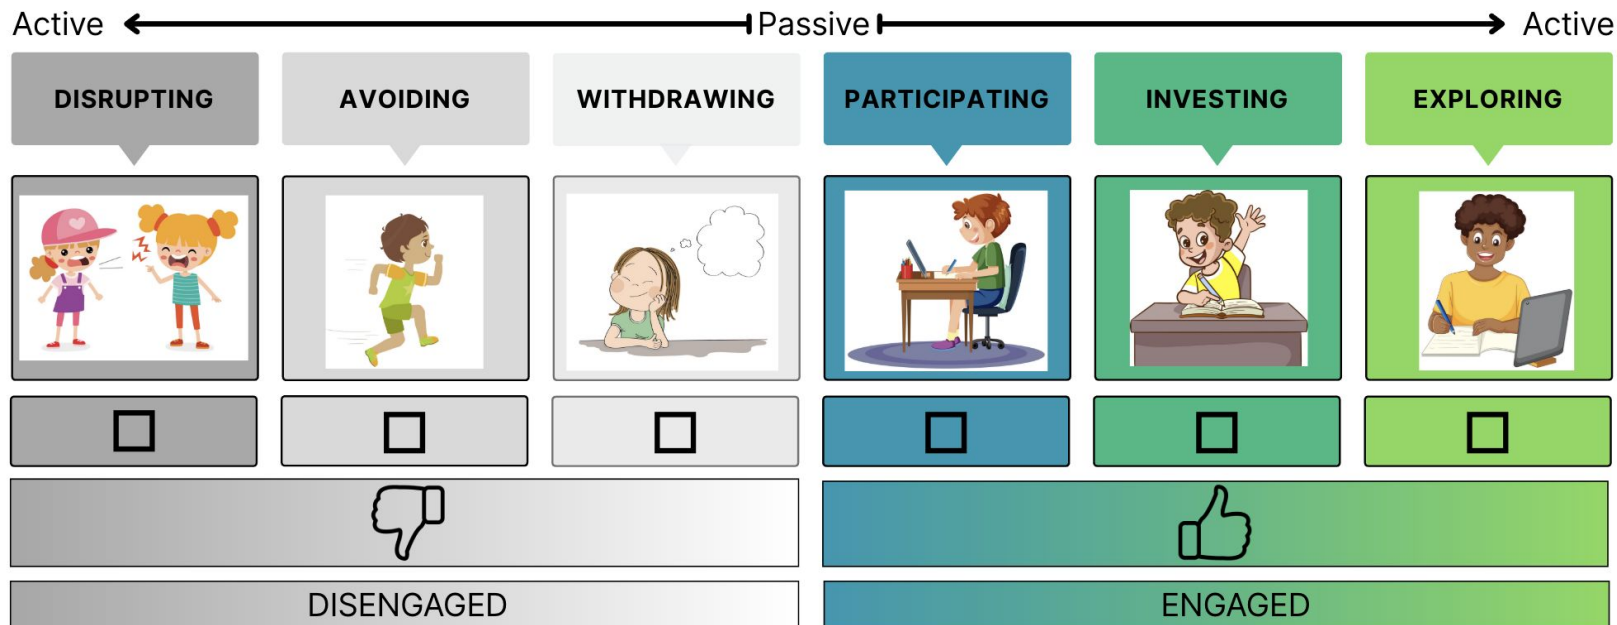 Active Passive Active
DISRUPTING AVOIDING WITHDRAWING PARTICIPATING INVESTING EXPLORING
DISENGAGED ENGAGED